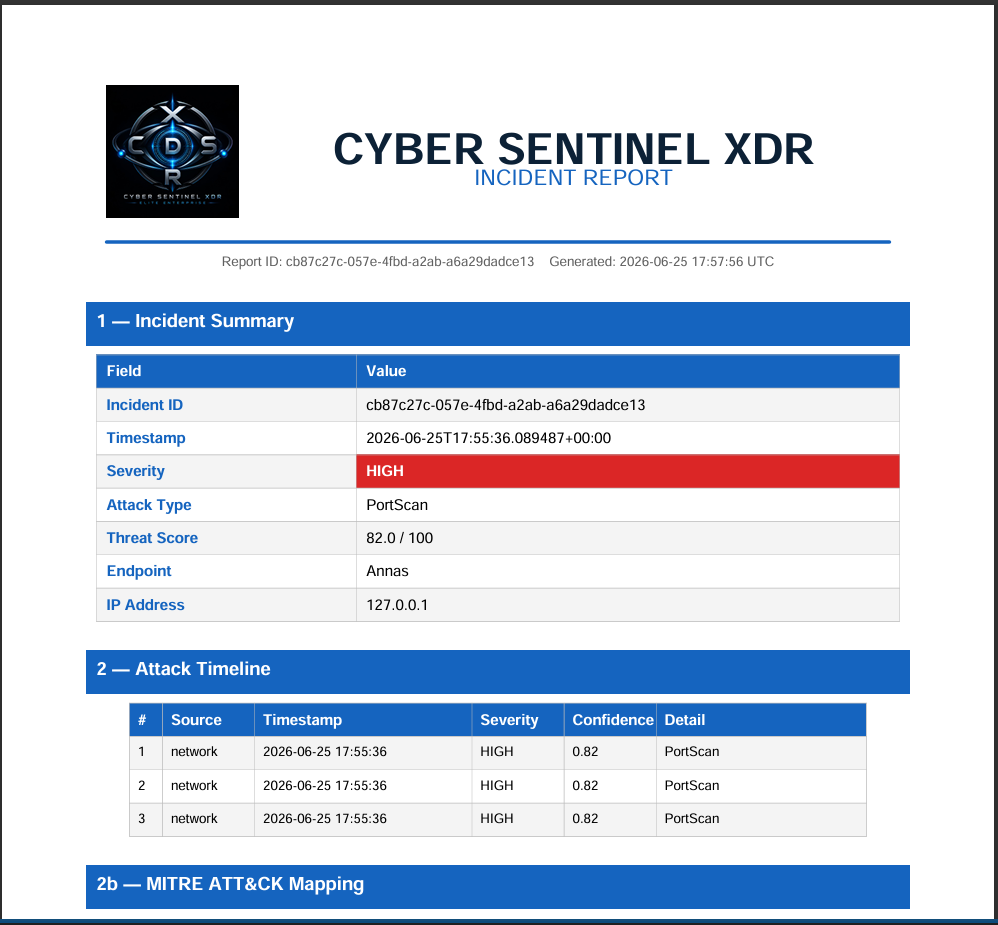 X
C D S
R
CYBER SENTINEL XDR
ELITE ENTERPRISE
CYBER SENTINEL XDR
INCIDENT REPORT
Report ID: cb87c27c-057e-4fbd-a2ab-a6a29dadce13 Generated: 2026-06-25 17:57:56 UTC
1 — Incident Summary
Field Value
Incident ID cb87c27c-057e-4fbd-a2ab-a6a29dadce13
Timestamp 2026-06-25T17:55:36.089487+00:00
Severity HIGH
Attack Type PortScan
Threat Score 82.0 / 100
Endpoint Annas
IP Address 127.0.0.1
2 — Attack Timeline
# Source Timestamp Severity Confidence Detail
1 network 2026-06-25 17:55:36 HIGH 0.82 PortScan
2 network 2026-06-25 17:55:36 HIGH 0.82 PortScan
3 network 2026-06-25 17:55:36 HIGH 0.82 PortScan
2b — MITRE ATT&CK Mapping